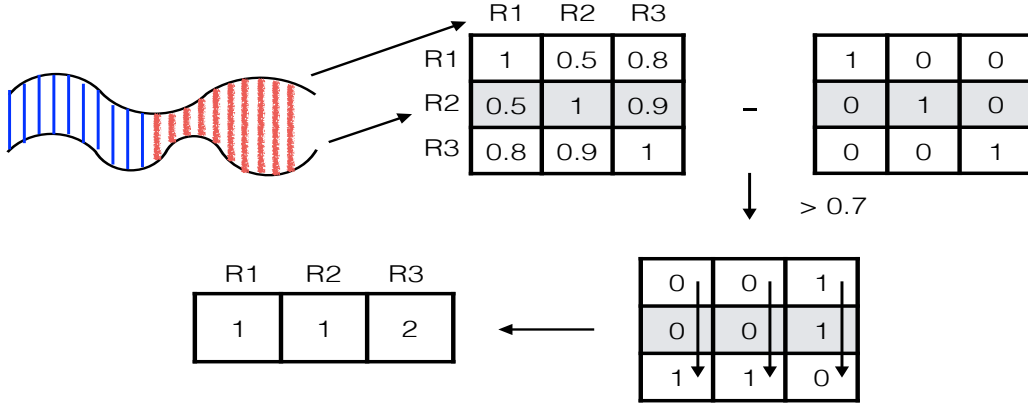 R1 R2 R3
R1 1 0.5 0.8
R2 0.5 1 0.9
R3 0.8 0.9 1
-
1 0 0
0 1 0
0 0 1
> 0.7
0 0 1
0 0 1
1 1 0
R1 R2 R3
1 1 2